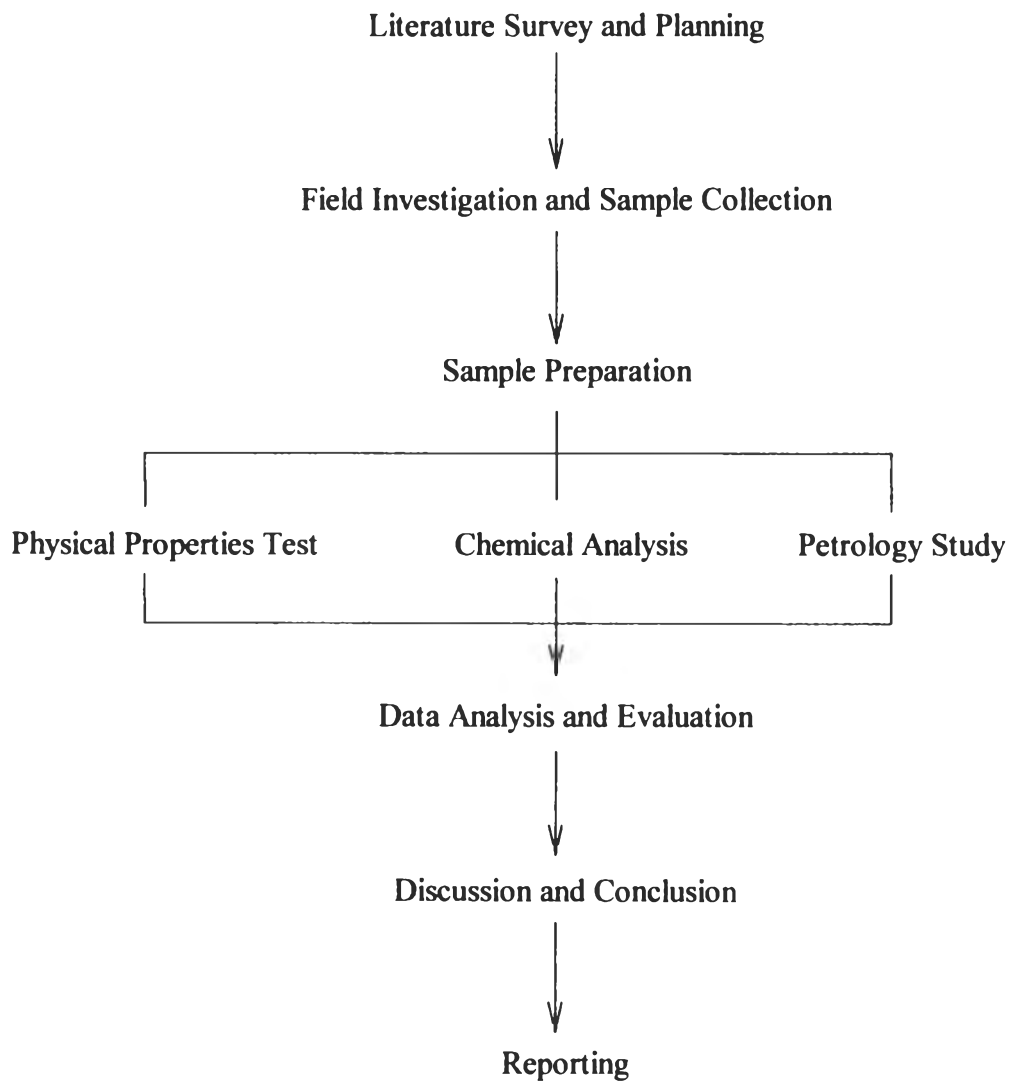 Literature Survey and Planning
Field Investigation and Sample Collection
Sample Preparation
Physical Properties Test
Chemical Analysis
Petrology Study
Data Analysis and Evaluation
Discussion and Conclusion
Reporting